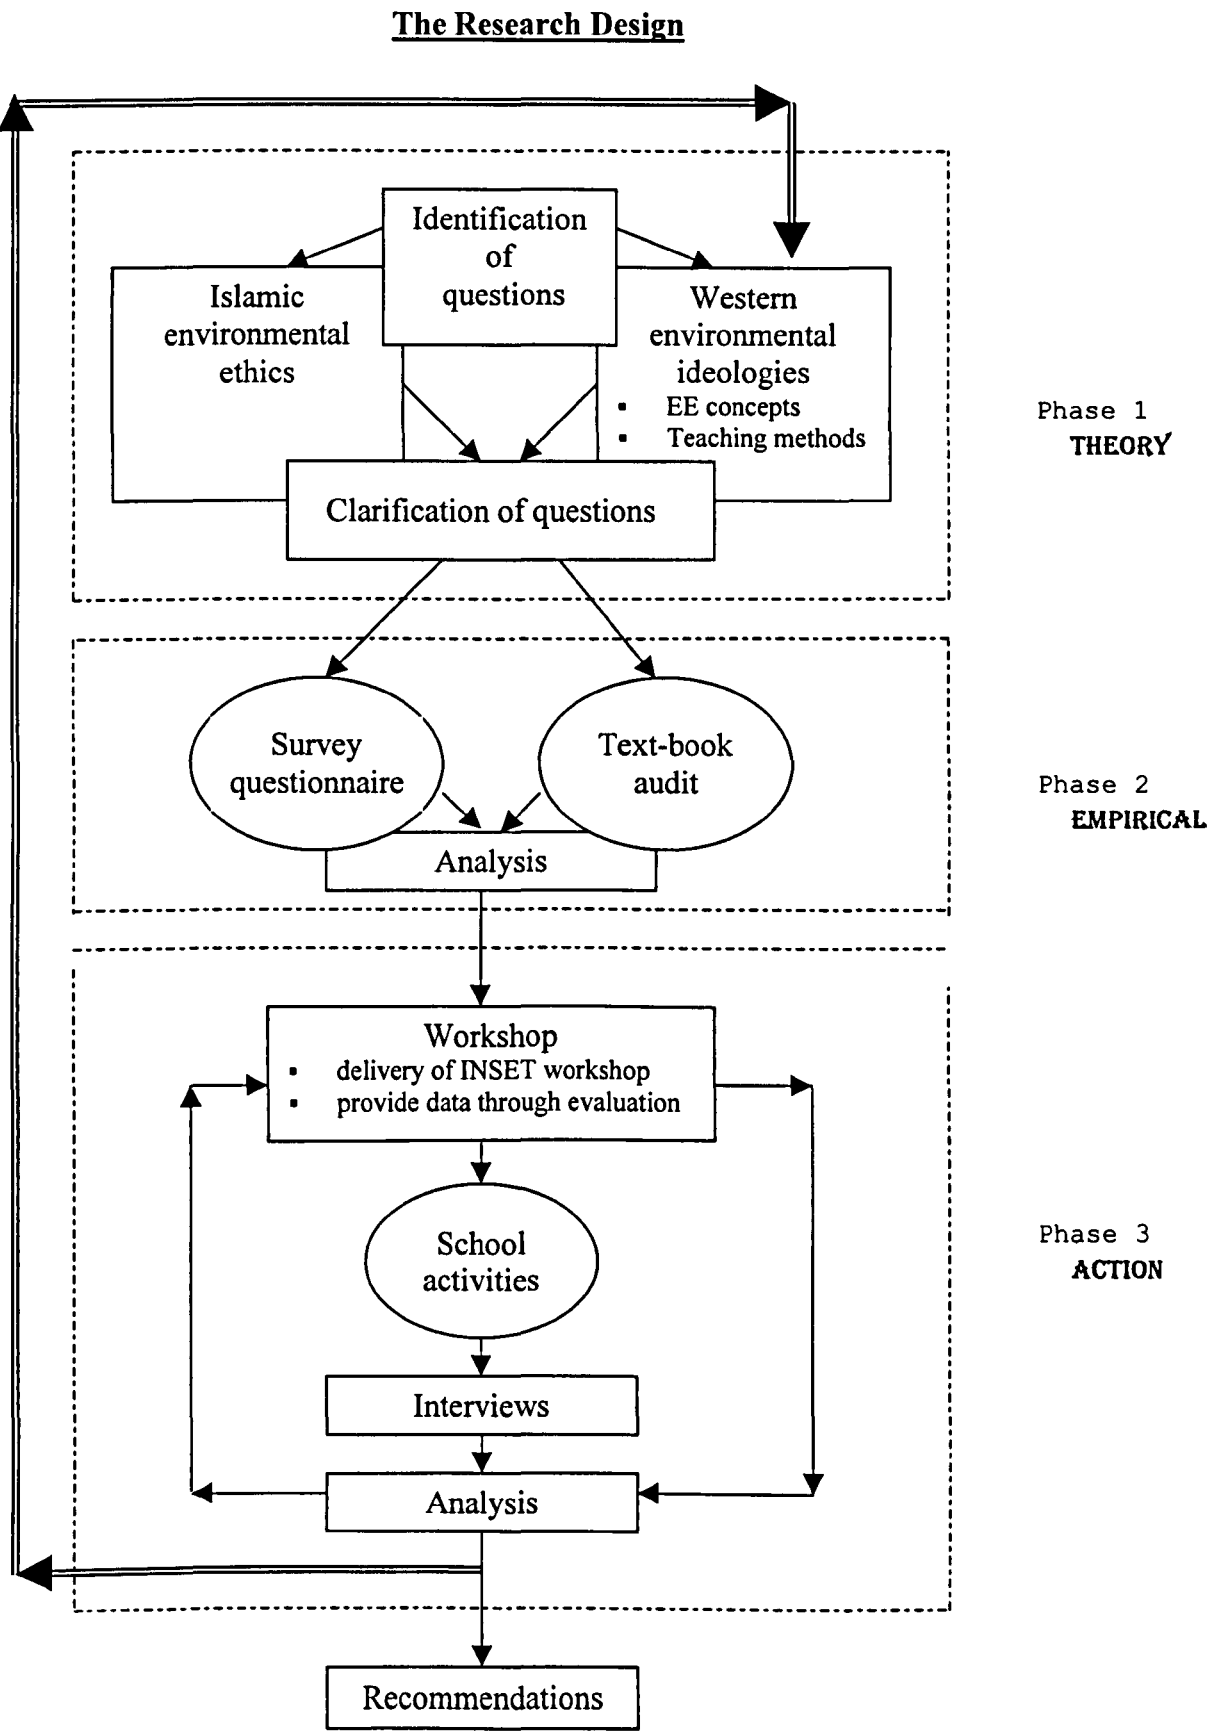 The Research Design
Identification
of
questions
Islamic
environmental
ethics
Western
environmental
ideologies
▪ EE concepts
▪ Teaching methods
Clarification of questions
Phase 1
THEORY
Survey
questionnaire
Text-book
audit
Analysis
Phase 2
EMPIRICAL
Workshop
▪ delivery of INSET workshop
▪ provide data through evaluation
School
activities
Interviews
Analysis
Phase 3
ACTION
Recommendations